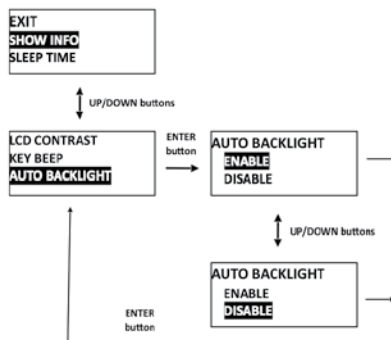 EXIT
SHOW INFO
SLEEP TIME
UP/DOWN buttons
LCD CONTRAST
KEY BEEP
AUTO BACKLIGHT
ENTER
button
AUTO BACKLIGHT
ENABLE
DISABLE
UP/DOWN buttons
AUTO BACKLIGHT
ENABLE
DISABLE
ENTER
button